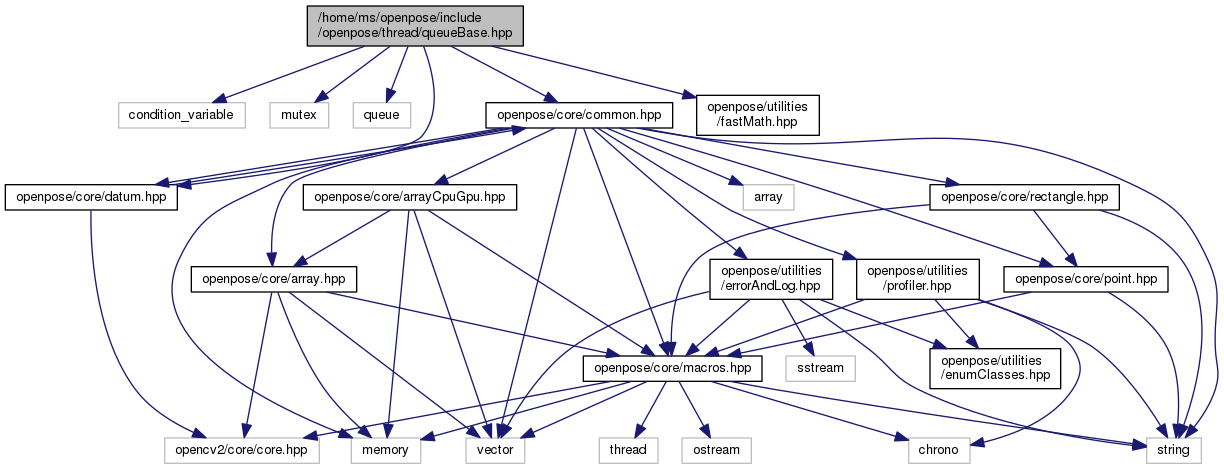 /home/ms/openpose/include
/openpose/thread/queueBase.hpp
condition_variable
mutex
queue
openpose/core/common.hpp
openpose/utilities
/fastMath.hpp
openpose/core/datum.hpp
openpose/core/arrayCpuGpu.hpp
array
openpose/core/rectangle.hpp
openpose/core/array.hpp
openpose/utilities
/errorAndLog.hpp
openpose/utilities
/profiler.hpp
openpose/core/point.hpp
openpose/core/macros.hpp
sstream
openpose/utilities
/enumClasses.hpp
opencv2/core/core.hpp
memory
vector
thread
ostream
chrono
string